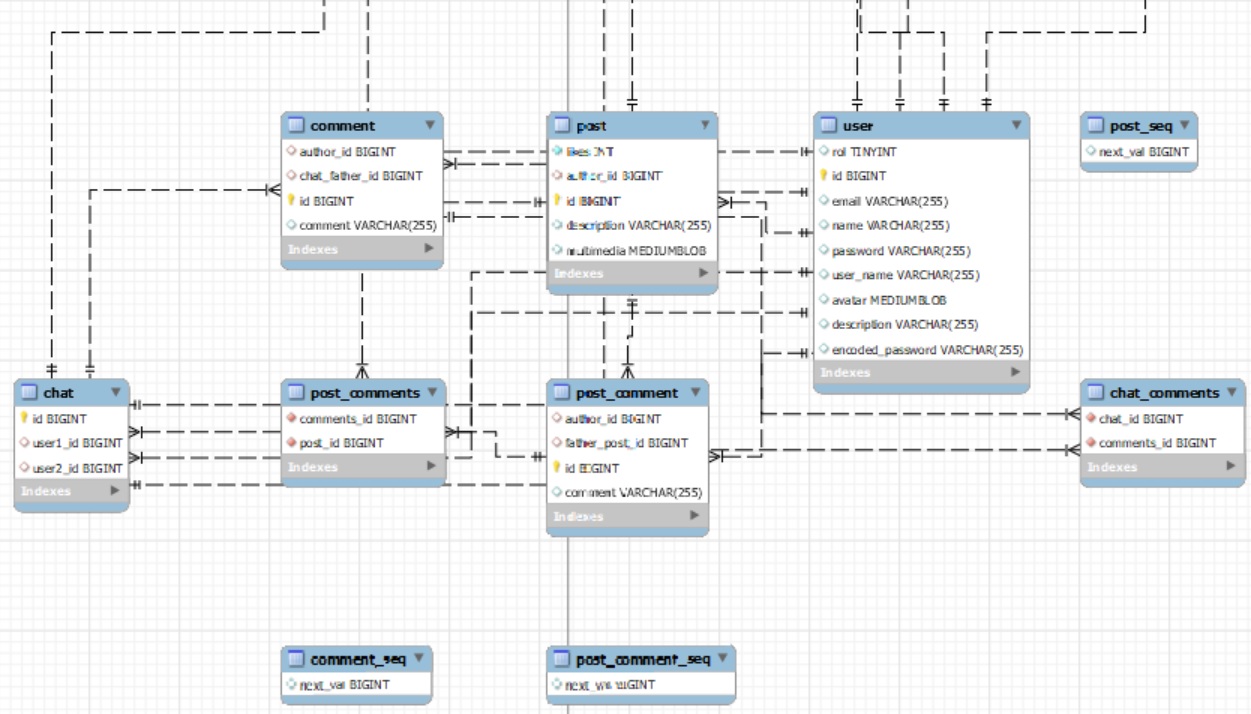 comment
author_id BIGINT
chat_father_id BIGINT
id BIGINT
comment VARCHAR(255)
Indexes
post
likes INT
author_id BIGINT
id BIGINT
description VARCHAR(255)
multimedia MEDIUMBLOB
Indexes
user
rol TINYINT
id BIGINT
email VARCHAR(255)
name VARCHAR(255)
password VARCHAR(255)
user_name VARCHAR(255)
avatar MEDIUMBLOB
description VARCHAR(255)
encoded_password VARCHAR(255)
Indexes
post_seq
next_val BIGINT
chat
id BIGINT
user1_id BIGINT
user2_id BIGINT
Indexes
post_comments
comments_id BIGINT
post_id BIGINT
Indexes
post_comment
author_id BIGINT
father_post_id BIGINT
id BIGINT
comment VARCHAR(255)
Indexes
chat_comments
chat_id BIGINT
comments_id BIGINT
Indexes
comment_seq
next_val BIGINT
post_comment_seq
next_val BIGINT